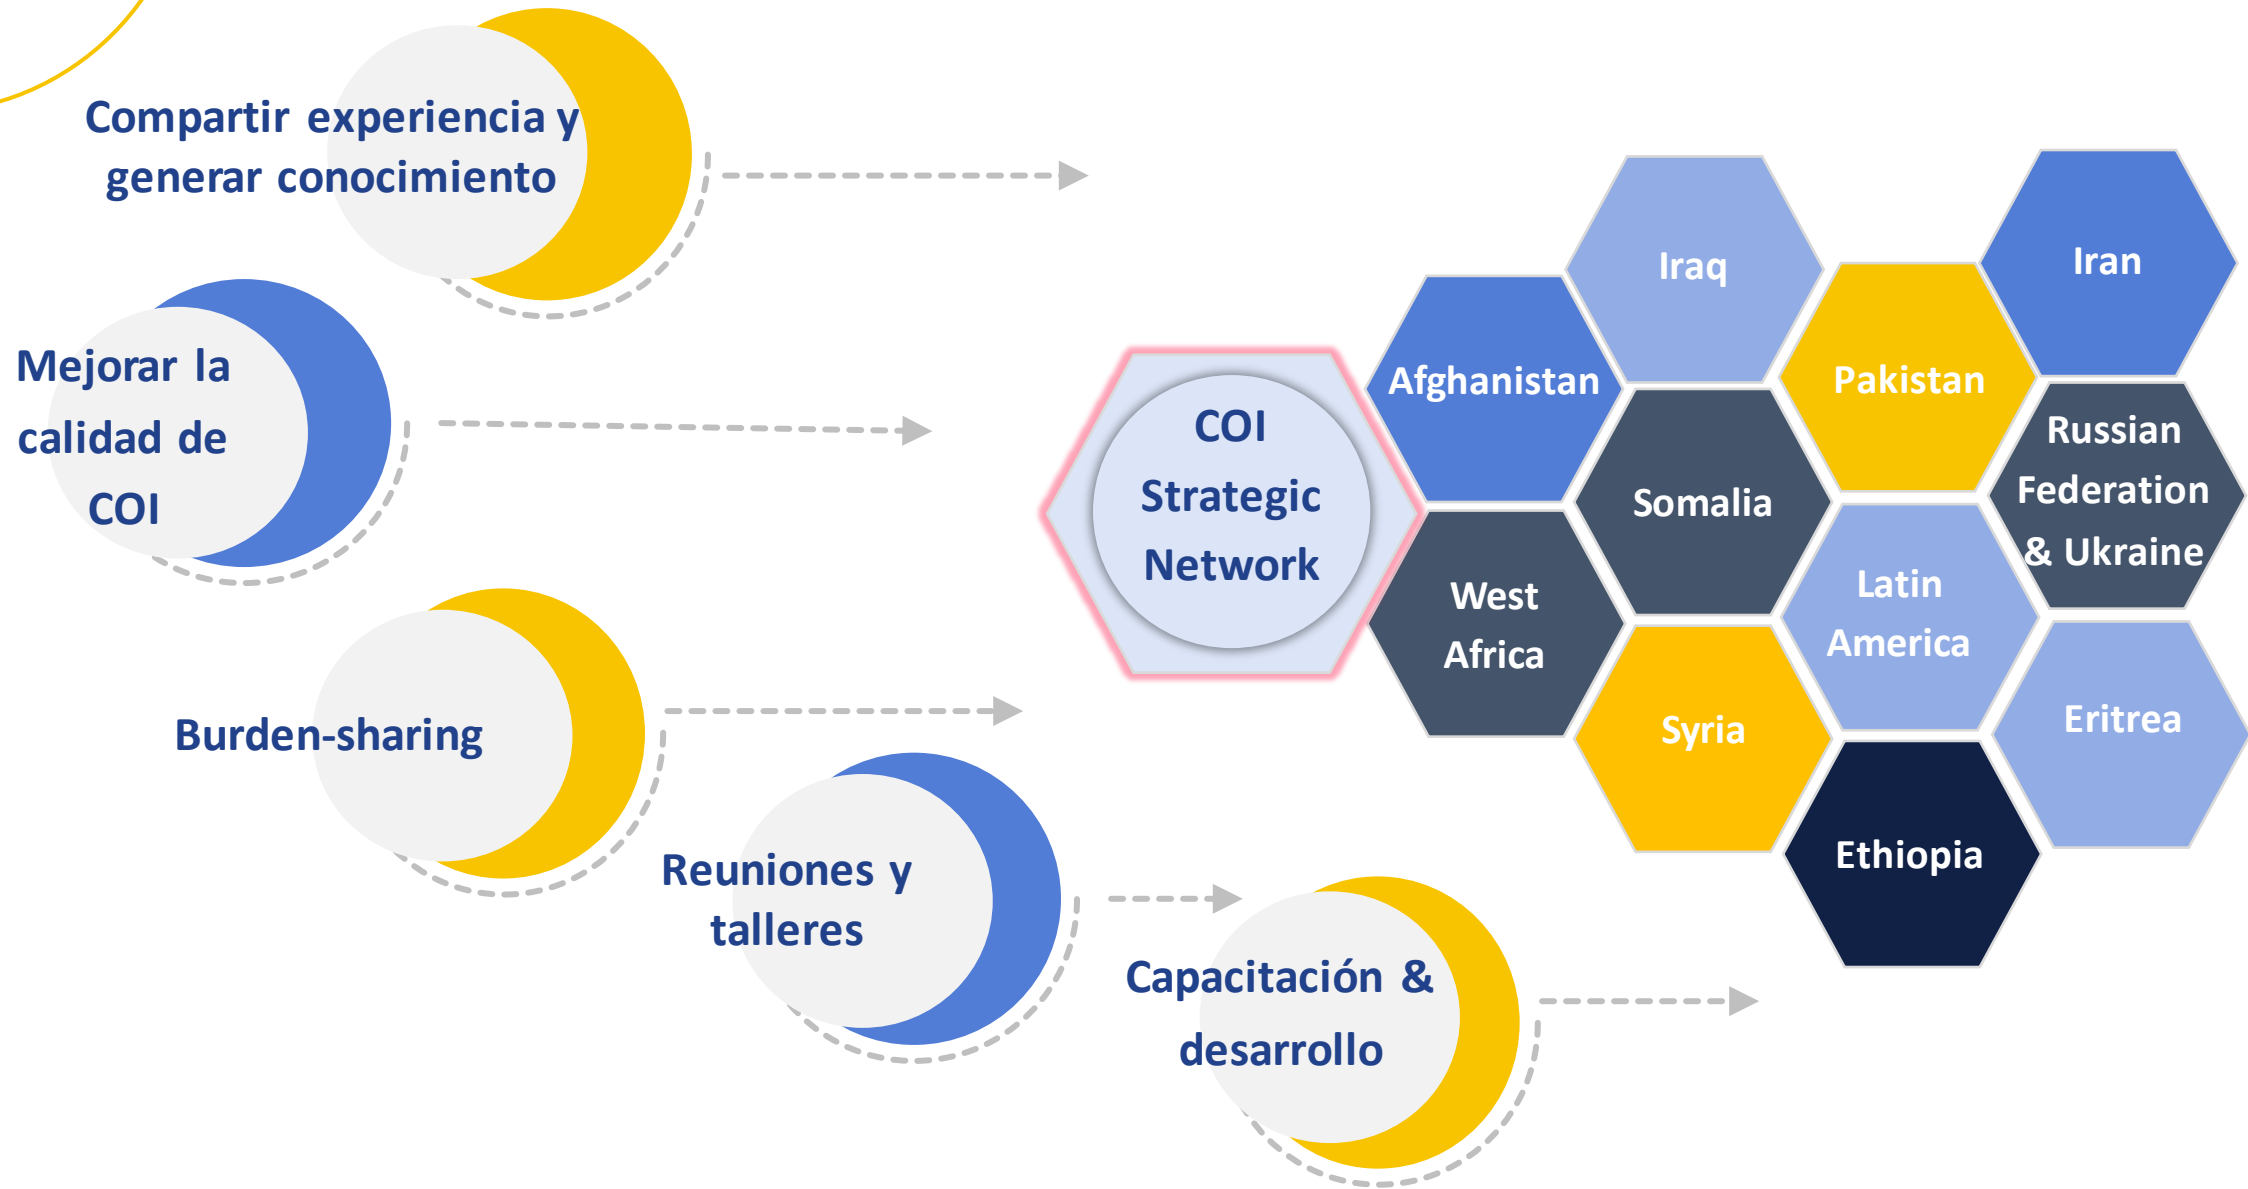 Compartir experiencia y
generar conocimiento
Mejorar la
calidad de
COI
Burden-sharing
Reuniones y
talleres
Capacitación &
desarrollo
COI
Strategic
Network
Afghanistan
Iraq
Pakistan
Iran
Somalia
Russian
Federation
& Ukraine
West
Africa
Latin
America
Syria
Eritrea
Ethiopia